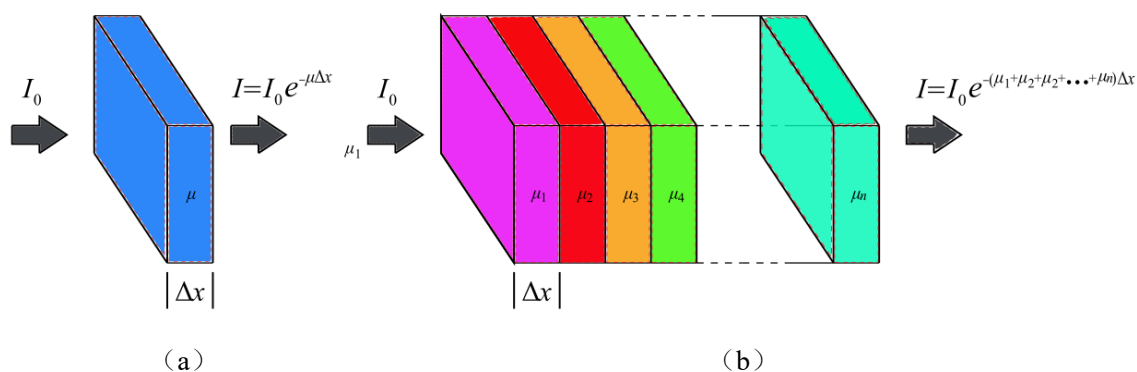 I₀
I=I₀e^{-μΔx}
μ
Δx
(a)
I₀
μ₁
μ₁ μ₂ μ₃ μ₄ μₙ
Δx
I=I₀e^{-(μ₁+μ₂+μ₂+•••+μn)Δx}
(b)